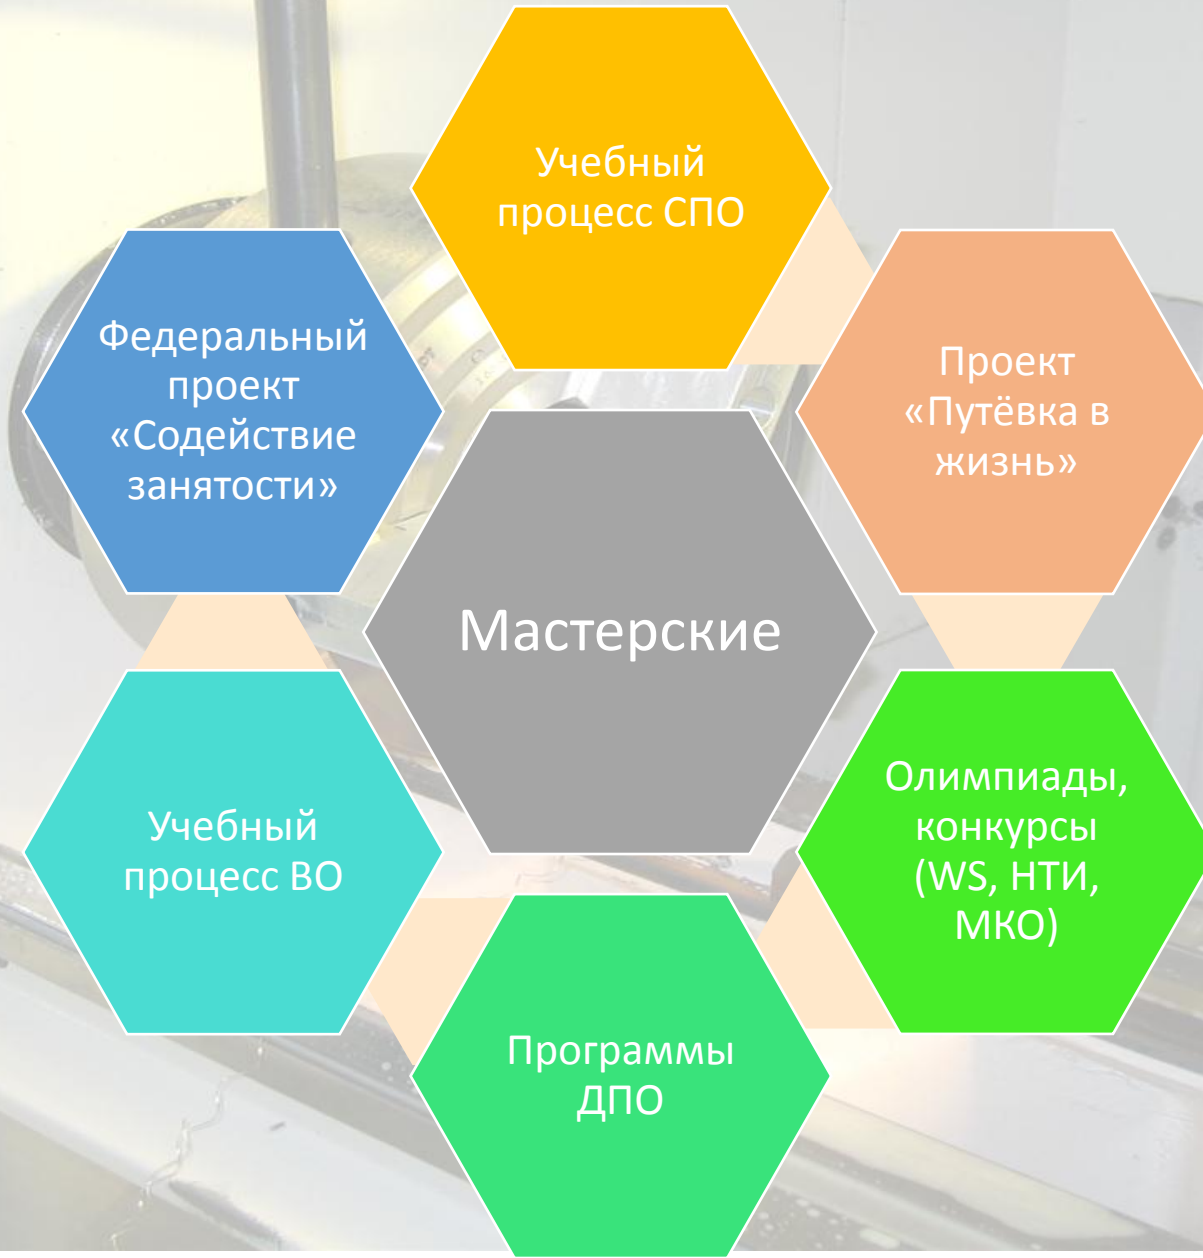 Учебный
процесс СПО
Федеральный
проект
«Содействие
занятости»
Проект
«Путёвка в
жизнь»
Мастерские
Учебный
процесс ВО
Олимпиады,
конкурсы
(WS, НТИ,
МКО)
Программы
ДПО